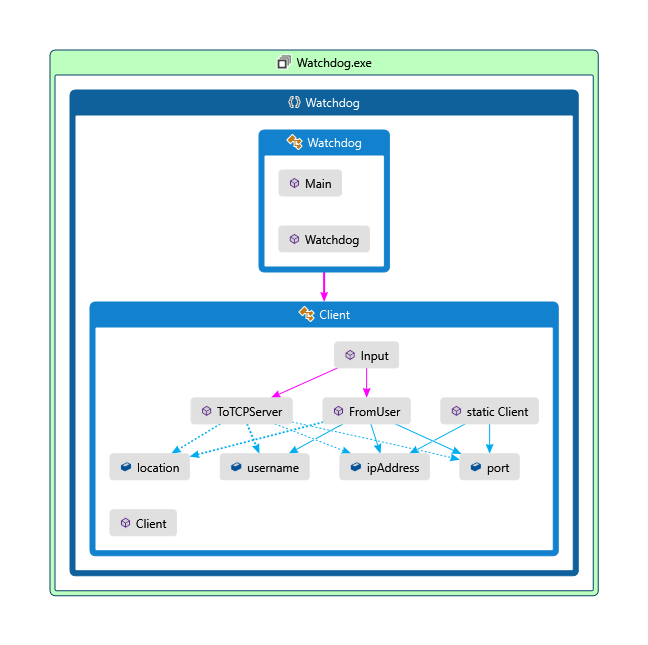 Watchdog.exe
Watchdog
Watchdog
Main
Watchdog
Client
Input
ToTCPServer FromUser static Client
location username ipAddress port
Client